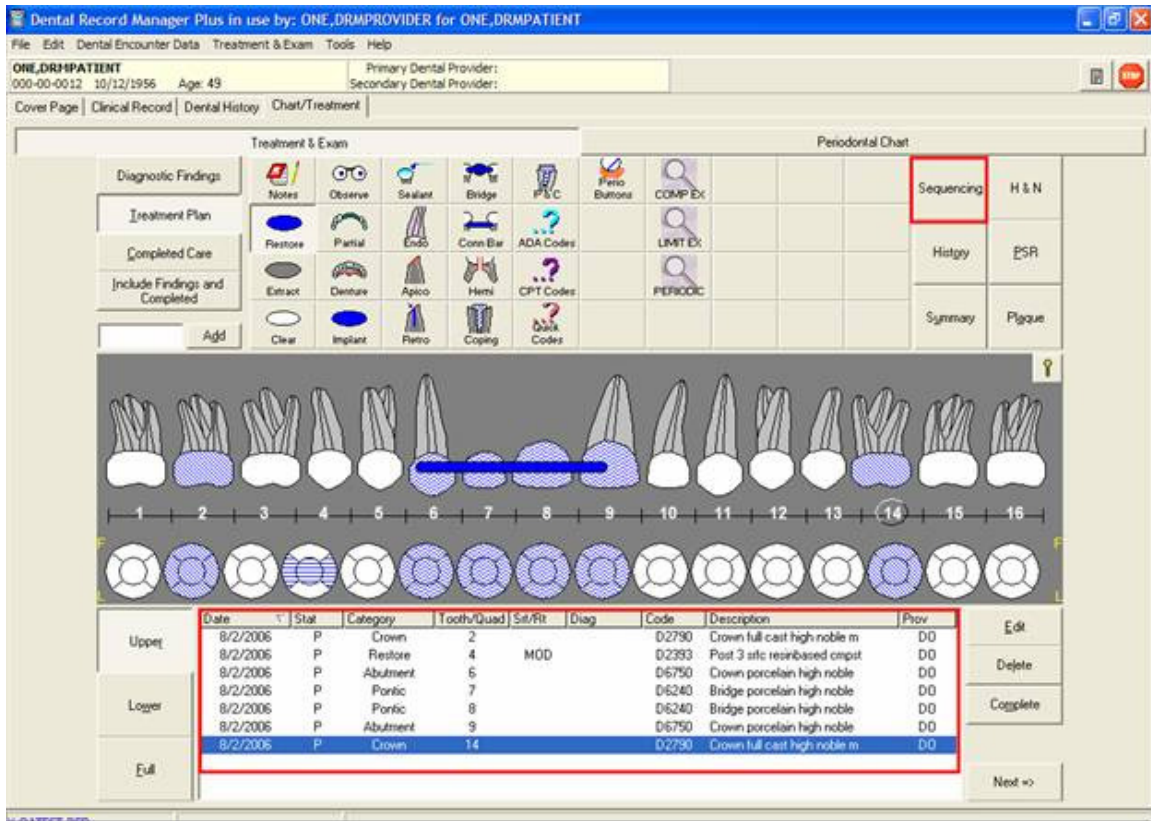 Dental Record Manager Plus in use by: ONE,DRMPROVIDER for ONE,DRMPATIENT
File Edit Dental Encounter Data Treatment & Exam Tools Help
ONE,DRMPATIENT
Primary Dental Provider:
000-00-0012 10/12/1956 Age: 49
Secondary Dental Provider:
STOP
Cover Page Clinical Record Dental History Chart/Treatment
Treatment & Exam Periodontal Chart
Diagnostic Findings
Treatment Plan
Completed Care
Include Findings and
Completed
Add
Notes Observe Sealant Bridge P & C Perio
Buttons COMP EX
Restore Partial Endo Conn Bar ADA Codes LIMIT EX
Extract Denture Apico Hemi CPT Codes PERIODIC
Clear Implant Retro Coping Quick
Codes
Sequencing H & N
History PSR
Summary Plaque
1 2 3 4 5 6 7 8 9 10 11 12 13 14 15 16
F F
L L
Upper
Lower
Full
Date Stat Category Tooth/Quad Srf/Rt Diag Code Description Prov
8/2/2006 P Crown 2 D2790 Crown full cast high noble m DO
8/2/2006 P Restore 4 MOD D2393 Post 3 srfc resinbased cmpst DO
8/2/2006 P Abutment 6 D6750 Crown porcelain high noble DO
8/2/2006 P Pontic 7 D6240 Bridge porcelain high noble DO
8/2/2006 P Pontic 8 D6240 Bridge porcelain high noble DO
8/2/2006 P Abutment 9 D6750 Crown porcelain high noble DO
8/2/2006 P Crown 14 D2790 Crown full cast high noble m DO
Edit
Delete
Complete
Next =>